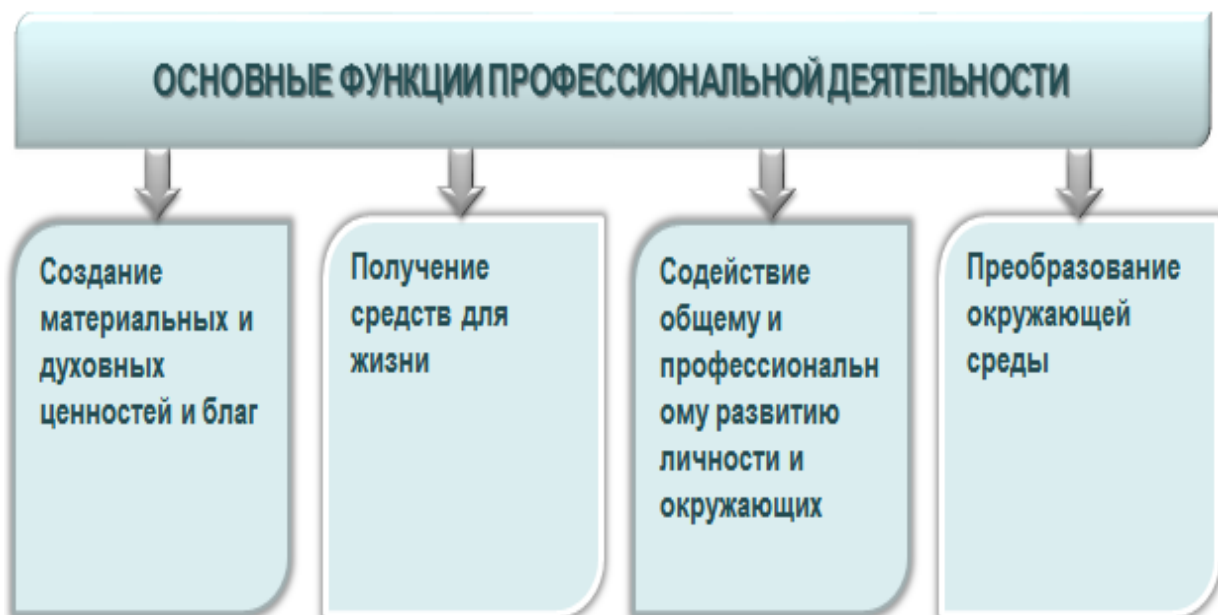 ОСНОВНЫЕ ФУНКЦИИ ПРОФЕССИОНАЛЬНОЙ ДЕЯТЕЛЬНОСТИ
Создание
материальных и
духовных
ценностей и благ
Получение
средств для
жизни
Содействие
общему и
профессиональн
ому развитию
личности и
окружающих
Преобразование
окружающей
среды